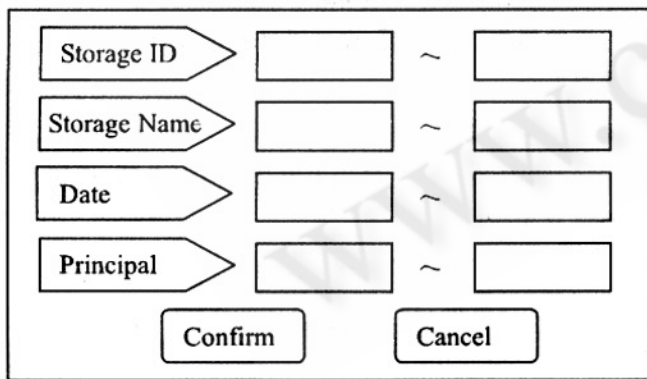 Storage ID ~
Storage Name ~
Date ~
Principal ~
Confirm Cancel